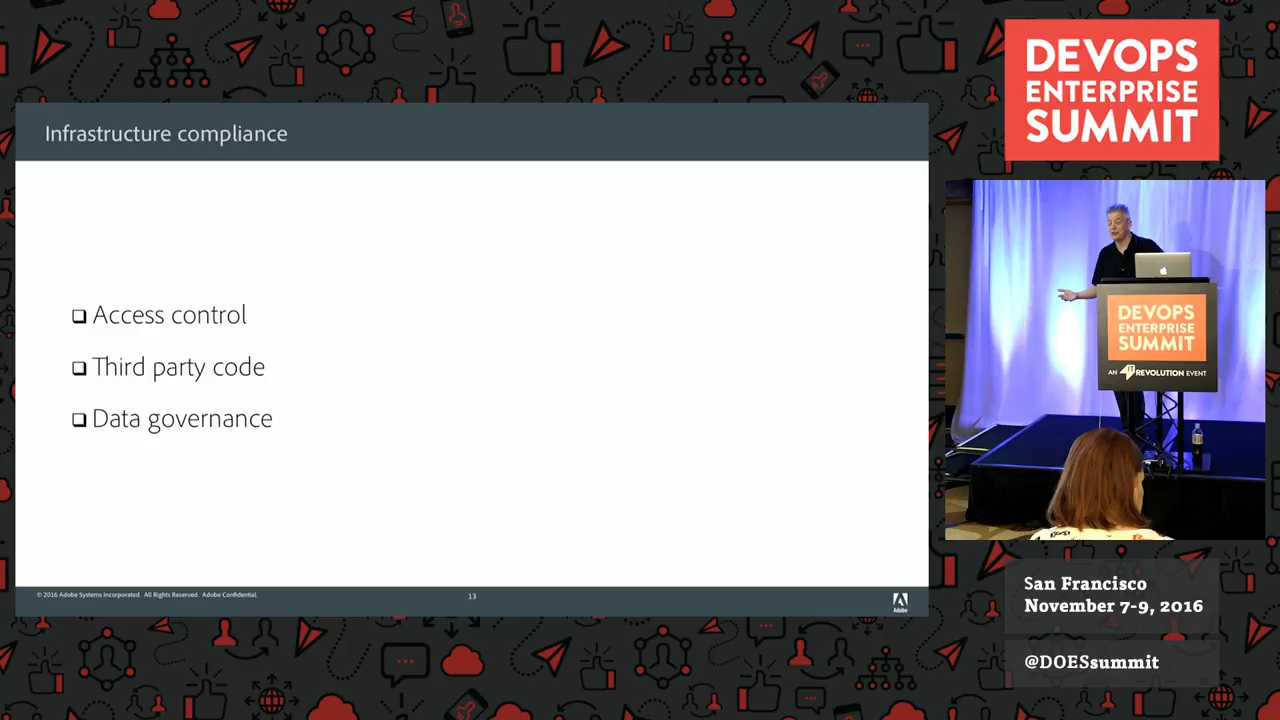 Infrastructure compliance
Access control
Third party code
Data governance
© 2016 Adobe Systems Incorporated. All Rights Reserved. Adobe Confidential.
13
Adobe
DEVOPS
ENTERPRISE
SUMMIT
DEVOPS
ENTERPRISE
SUMMIT
AN IT REVOLUTION EVENT
San Francisco
November 7-9, 2016
@DOESsummit